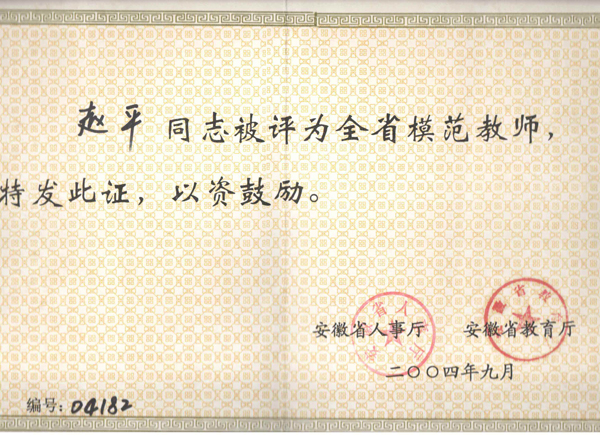 赵平 同志被评为全省模范教师，
特发此证，以资鼓励。
安徽省人事厅 安徽省教育厅
二〇〇四年九月
编号：04182